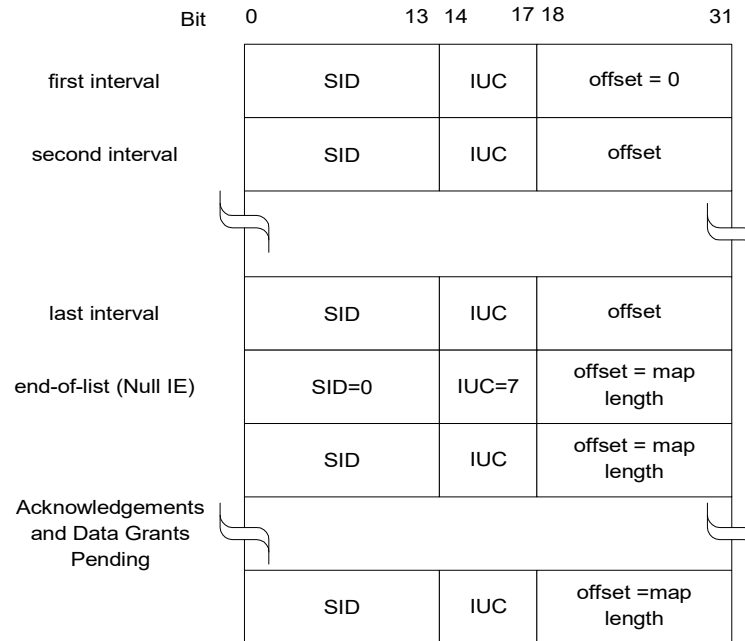 Bit 0 13 14 17 18 31
first interval SID IUC offset = 0
second interval SID IUC offset
last interval SID IUC offset
end-of-list (Null IE) SID=0 IUC=7 offset = map
length
SID IUC offset = map
length
Acknowledgements
and Data Grants
Pending
SID IUC offset =map
length